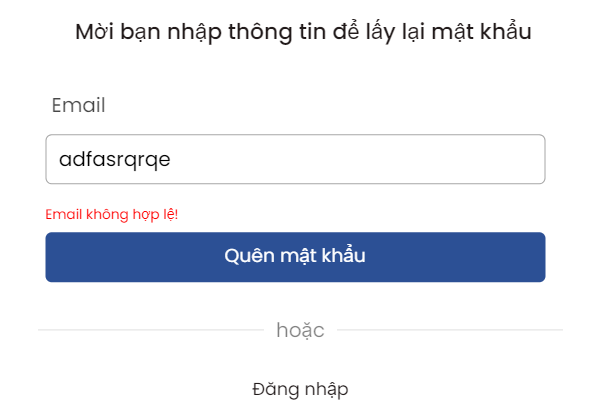 Mời bạn nhập thông tin để lấy lại mật khẩu
Email
adfasrqrqe
Email không hợp lệ!
Quên mật khẩu
hoặc
Đăng nhập